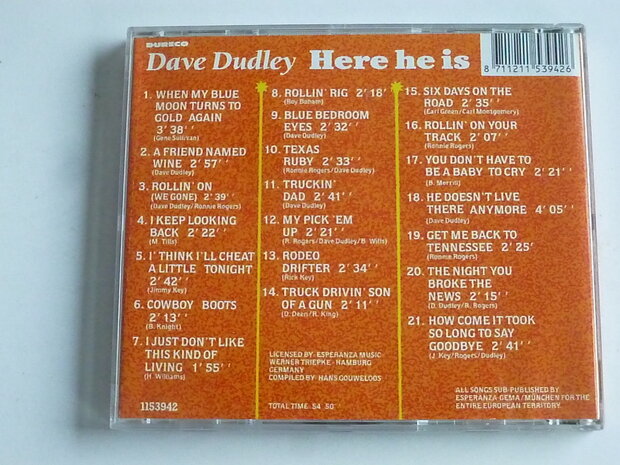 DURECO
Dave Dudley Here he is
8 711211 539426
1. WHEN MY BLUE
MOON TURNS TO
GOLD AGAIN
3'38''
(Gene Sullivan)
2. A FRIEND NAMED
WINE 2'57''
(Dave Dudley)
3. ROLLIN' ON
(WE GONE) 2'39''
(Dave Dudley/Ronnie Rogers)
4. I KEEP LOOKING
BACK 2'22''
(M. Tills)
5. I' THINK I'LL CHEAT
A LITTLE TONIGHT
2'42''
(Jimmy Key)
6. COWBOY BOOTS
2'13''
(B. Knight)
7. I JUST DON'T LIKE
THIS KIND OF
LIVING 1'55''
(H. Williams)
1153942
8. ROLLIN' RIG 2'18'
(Roy Baham)
9. BLUE BEDROOM
EYES 2'32''
(Dave Dudley)
10. TEXAS
RUBY 2'33''
(Ronnie Rogers/Dave Dudley)
11. TRUCKIN'
DAD 2'41''
(Dave Dudley)
12. MY PICK 'EM
UP 2'21''
(R. Rogers/Dave Dudley/B. Wills)
13. RODEO
DRIFTER 2'34''
(Rick Key)
14. TRUCK DRIVIN' SON
OF A GUN 2'11''
(D. Deen/R. King)
LICENSED BY: ESPERANZA MUSIC
WERNER TRIEPKE - HAMBURG
GERMANY
COMPILED BY: HANS GOUWELOOS
TOTAL TIME 54'50''
15. SIX DAYS ON THE
ROAD 2'35''
(Earl Green/Carl Montgomery)
16. ROLLIN' ON YOUR
TRACK 2'07''
(Ronnie Rogers)
17. YOU DON'T HAVE TO
BE A BABY TO CRY 2'21''
(B. Merrill)
18. HE DOESN'T LIVE
THERE ANYMORE 4'05''
(Dave Dudley)
19. GET ME BACK TO
TENNESSEE 2'25'
(Ronnie Rogers)
20. THE NIGHT YOU
BROKE THE
NEWS 2'15''
(D. Dudley/R. Rogers)
21. HOW COME IT TOOK
SO LONG TO SAY
GOODBYE 2'41''
(J. Key/Rogers/Dudley)
ALL SONGS SUB-PUBLISHED BY
ESPERANZA-GEMA/MÜNCHEN FOR THE
ENTIRE EUROPEAN TERRITORY.